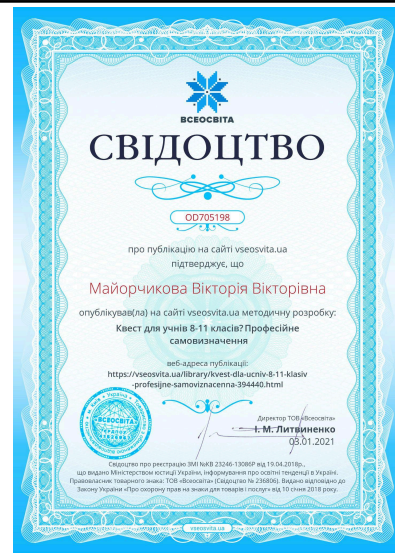 ВСЕОСВІТА
СВІДОЦТВО
OD705198
про публікацію на сайті vseosvita.ua
підтверджує, що
Майорчикова Вікторія Вікторівна
опублікував(ла) на сайті vseosvita.ua методичну розробку:
Квест для учнів 8-11 класів? Професійне
самовизначення
веб-адреса публікації:
https://vseosvita.ua/library/kvest-dla-ucniv-8-11-klasiv
-profesijne-samoviznacenna-394440.html
Директор ТОВ «Всеосвіта»
І. М. Литвиненко
03.01.2021
Свідоцтво про реєстрацію ЗМІ №КВ 23246-13086Р від 19.04.2018р.,
що видано Міністерством юстиції України, інформування про освітні тенденції в Україні.
Правовласник товарного знака: ТОВ «Всеосвіта» (Свідоцтво № 236806). Видано відповідно до
Закону України «Про охорону прав на знаки для товарів і послуг» від 10 січня 2018 року.
vseosvita.ua
ВСЕОСВІТА